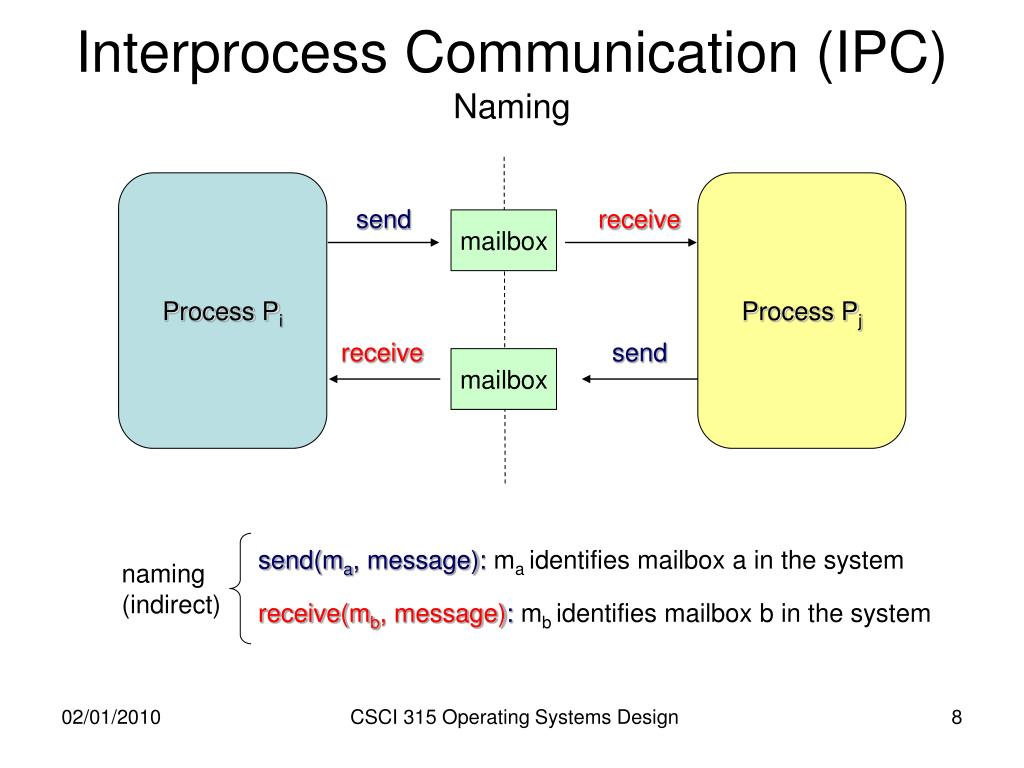 Interprocess Communication (IPC)
Naming
send
receive
mailbox
Process Pi
Process Pj
receive
send
mailbox
naming
(indirect)
send(ma, message): ma identifies mailbox a in the system
receive(mb, message): mb identifies mailbox b in the system
02/01/2010
CSCI 315 Operating Systems Design
8